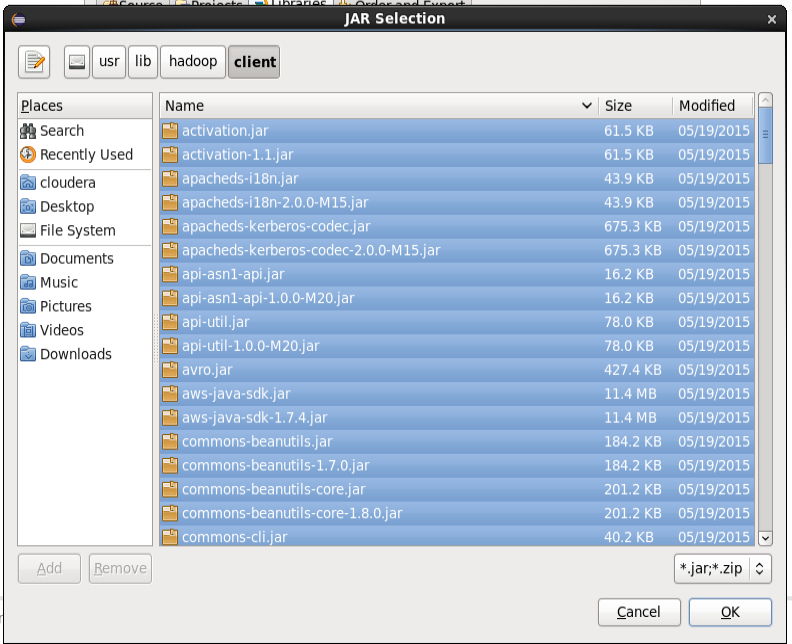 Source Projects Libraries Order and Export
JAR Selection
usr lib hadoop client
Places
Search
Recently Used
cloudera
Desktop
File System
Documents
Music
Pictures
Videos
Downloads
Name Size Modified
activation.jar 61.5 KB 05/19/2015
activation-1.1.jar 61.5 KB 05/19/2015
apacheds-i18n.jar 43.9 KB 05/19/2015
apacheds-i18n-2.0.0-M15.jar 43.9 KB 05/19/2015
apacheds-kerberos-codec.jar 675.3 KB 05/19/2015
apacheds-kerberos-codec-2.0.0-M15.jar 675.3 KB 05/19/2015
api-asn1-api.jar 16.2 KB 05/19/2015
api-asn1-api-1.0.0-M20.jar 16.2 KB 05/19/2015
api-util.jar 78.0 KB 05/19/2015
api-util-1.0.0-M20.jar 78.0 KB 05/19/2015
avro.jar 427.4 KB 05/19/2015
aws-java-sdk.jar 11.4 MB 05/19/2015
aws-java-sdk-1.7.4.jar 11.4 MB 05/19/2015
commons-beanutils.jar 184.2 KB 05/19/2015
commons-beanutils-1.7.0.jar 184.2 KB 05/19/2015
commons-beanutils-core.jar 201.2 KB 05/19/2015
commons-beanutils-core-1.8.0.jar 201.2 KB 05/19/2015
commons-cli.jar 40.2 KB 05/19/2015
Add Remove
*.jar;*.zip
Cancel OK